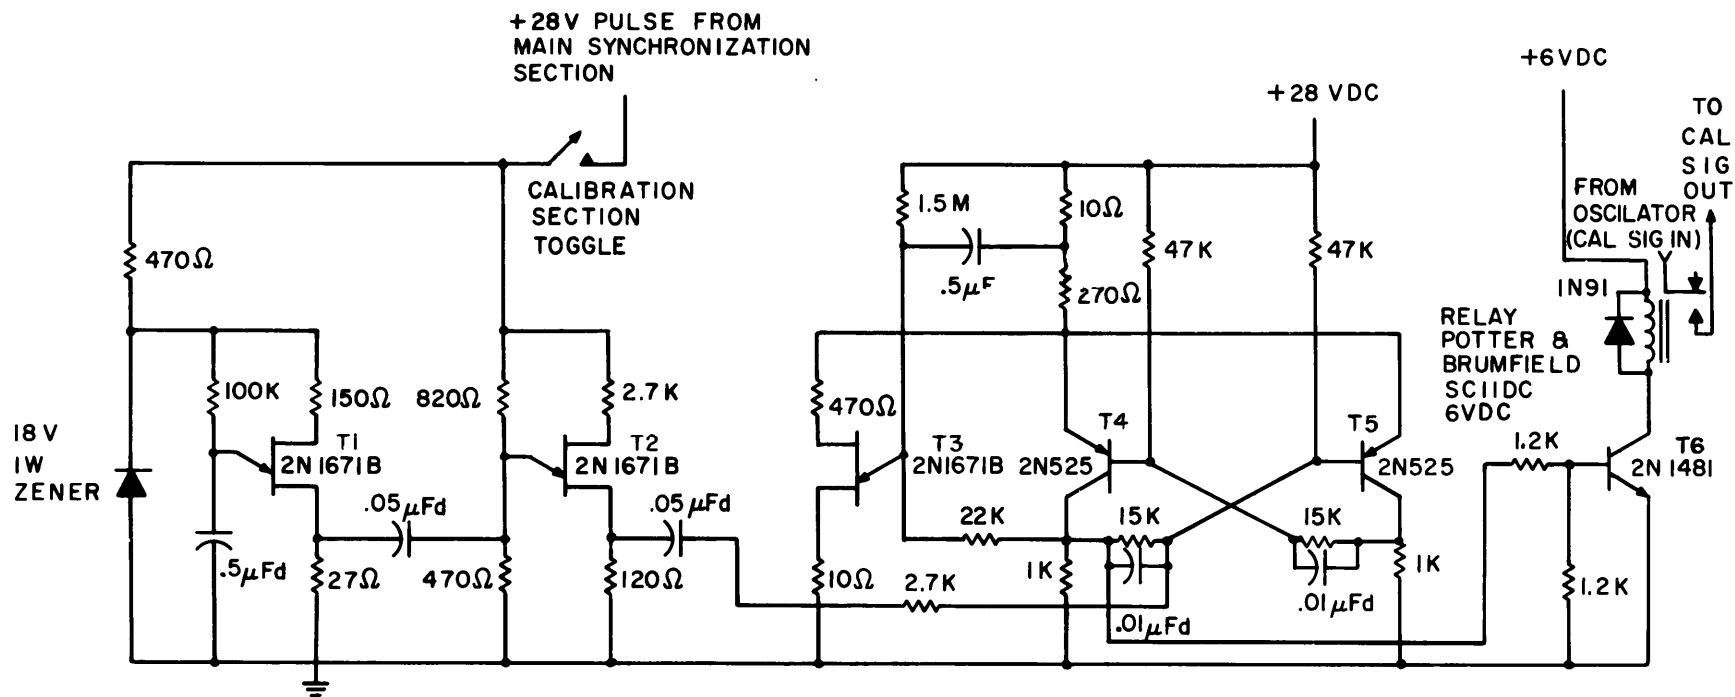 +28V PULSE FROM
MAIN SYNCHRONIZATION
SECTION
CALIBRATION
SECTION
TOGGLE
470Ω
100K
150Ω
18V
1W
ZENER
T1
2N1671B
.5µFd
27Ω
.05µFd
820Ω
470Ω
2.7K
T2
2N1671B
.05µFd
120Ω
+28 VDC
1.5M
10Ω
.5µF
270Ω
47K
47K
470Ω
T3
2N1671B
10Ω
22K
2.7K
T4
2N525
1K
15K
.01µFd
T5
2N525
15K
.01µFd
1K
+6VDC
TO
CAL
SIG
OUT
FROM
OSCILATOR
(CAL SIG IN)
1N91
RELAY
POTTER &
BRUMFIELD
SC11DC
6VDC
1.2K
T6
2N1481
1.2K